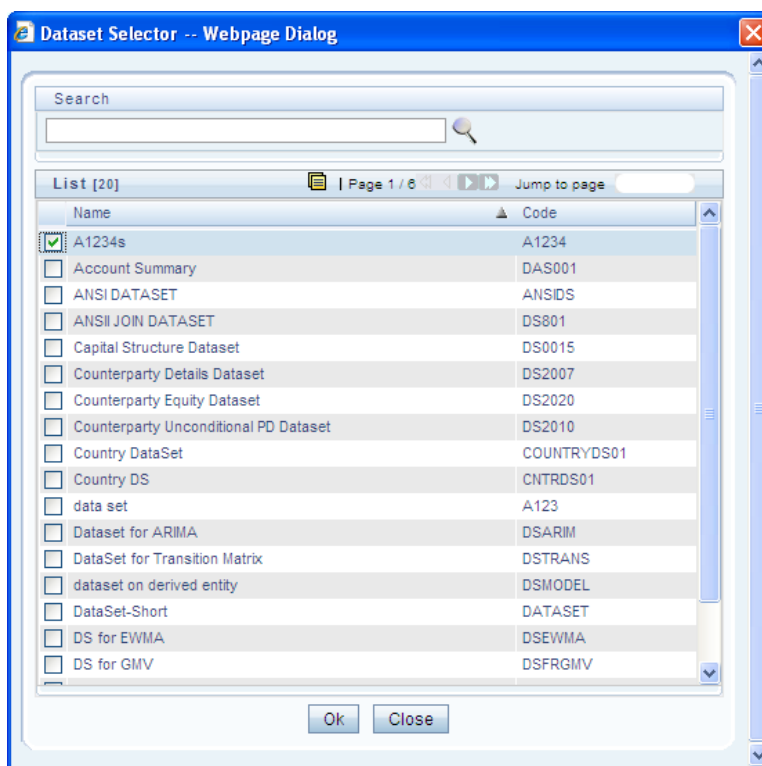 Dataset Selector -- Webpage Dialog
Search
List [20] | Page 1 / 6 Jump to page
Name Code
A1234s A1234
Account Summary DAS001
ANSI DATASET ANSIDS
ANSII JOIN DATASET DS801
Capital Structure Dataset DS0015
Counterparty Details Dataset DS2007
Counterparty Equity Dataset DS2020
Counterparty Unconditional PD Dataset DS2010
Country DataSet COUNTRYDS01
Country DS CNTRDS01
data set A123
Dataset for ARIMA DSARIM
DataSet for Transition Matrix DSTRANS
dataset on derived entity DSMODEL
DataSet-Short DATASET
DS for EWMA DSEWMA
DS for GMV DSFRGMV
Ok Close